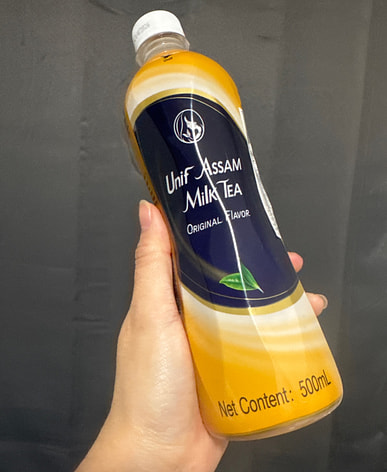 Unif Assam
Milk Tea
Original Flavor
Net Content: 500mL